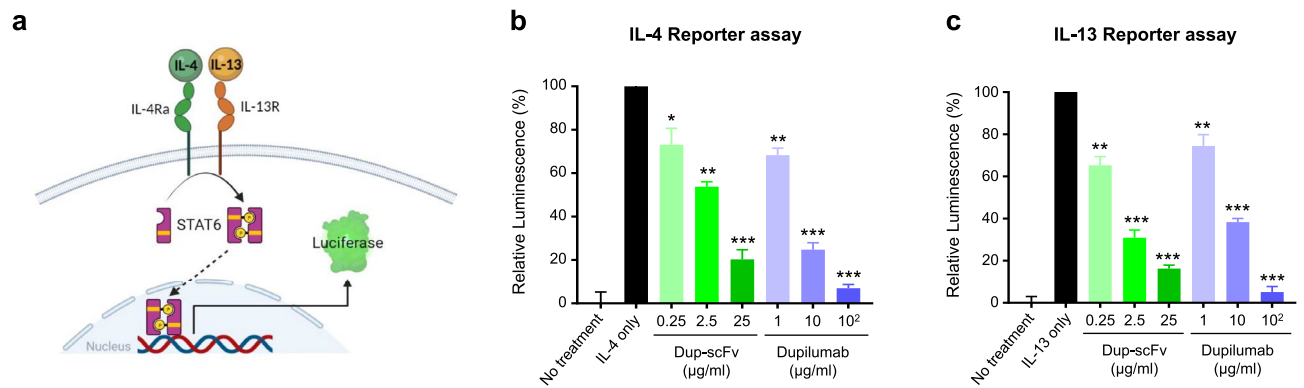 a
IL-4
IL-13
IL-4Ra
IL-13R
STAT6
P
P
Luciferase
P
P
Nucleus
b
IL-4 Reporter assay
Relative Luminescence (%)
100
80
60
40
20
0
*
**
***
**
***
***
No treatment
IL-4 only
0.25 2.5 25 1 10 10²
Dup-scFv Dupilumab
(µg/ml) (µg/ml)
c
IL-13 Reporter assay
Relative Luminescence (%)
100
80
60
40
20
0
**
***
***
**
***
***
No treatment
IL-13 only
0.25 2.5 25 1 10 10²
Dup-scFv Dupilumab
(µg/ml) (µg/ml)